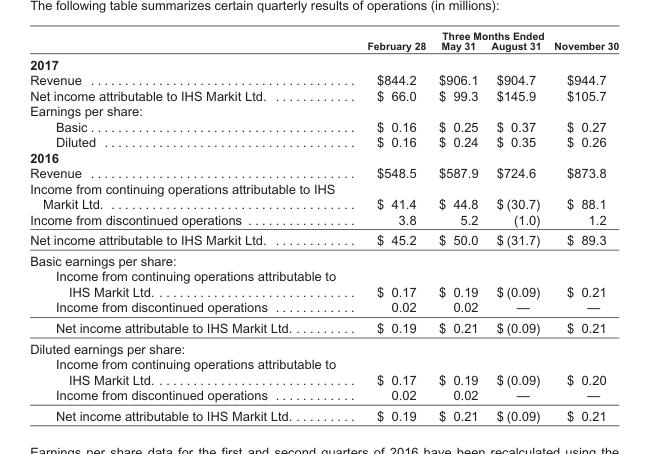 The following table summarizes certain quarterly results of operations (in millions):
Three Months Ended
February 28 May 31 August 31 November 30
2017
Revenue ...................................... $844.2 $906.1 $904.7 $944.7
Net income attributable to IHS Markit Ltd. ............ $ 66.0 $ 99.3 $145.9 $105.7
Earnings per share:
Basic ...................................... $ 0.16 $ 0.25 $ 0.37 $ 0.27
Diluted .................................... $ 0.16 $ 0.24 $ 0.35 $ 0.26
2016
Revenue ...................................... $548.5 $587.9 $724.6 $873.8
Income from continuing operations attributable to IHS
Markit Ltd. .................................... $ 41.4 $ 44.8 $ (30.7) $ 88.1
Income from discontinued operations ................ 3.8 5.2 (1.0) 1.2
Net income attributable to IHS Markit Ltd. ............ $ 45.2 $ 50.0 $ (31.7) $ 89.3
Basic earnings per share:
Income from continuing operations attributable to
IHS Markit Ltd. ............................. $ 0.17 $ 0.19 $ (0.09) $ 0.21
Income from discontinued operations ............ 0.02 0.02 — —
Net income attributable to IHS Markit Ltd. ......... $ 0.19 $ 0.21 $ (0.09) $ 0.21
Diluted earnings per share:
Income from continuing operations attributable to
IHS Markit Ltd. ............................. $ 0.17 $ 0.19 $ (0.09) $ 0.20
Income from discontinued operations ............ 0.02 0.02 — —
Net income attributable to IHS Markit Ltd. ......... $ 0.19 $ 0.21 $ (0.09) $ 0.21
Earnings per share data for the first and second quarters of 2016 have been recalculated using the